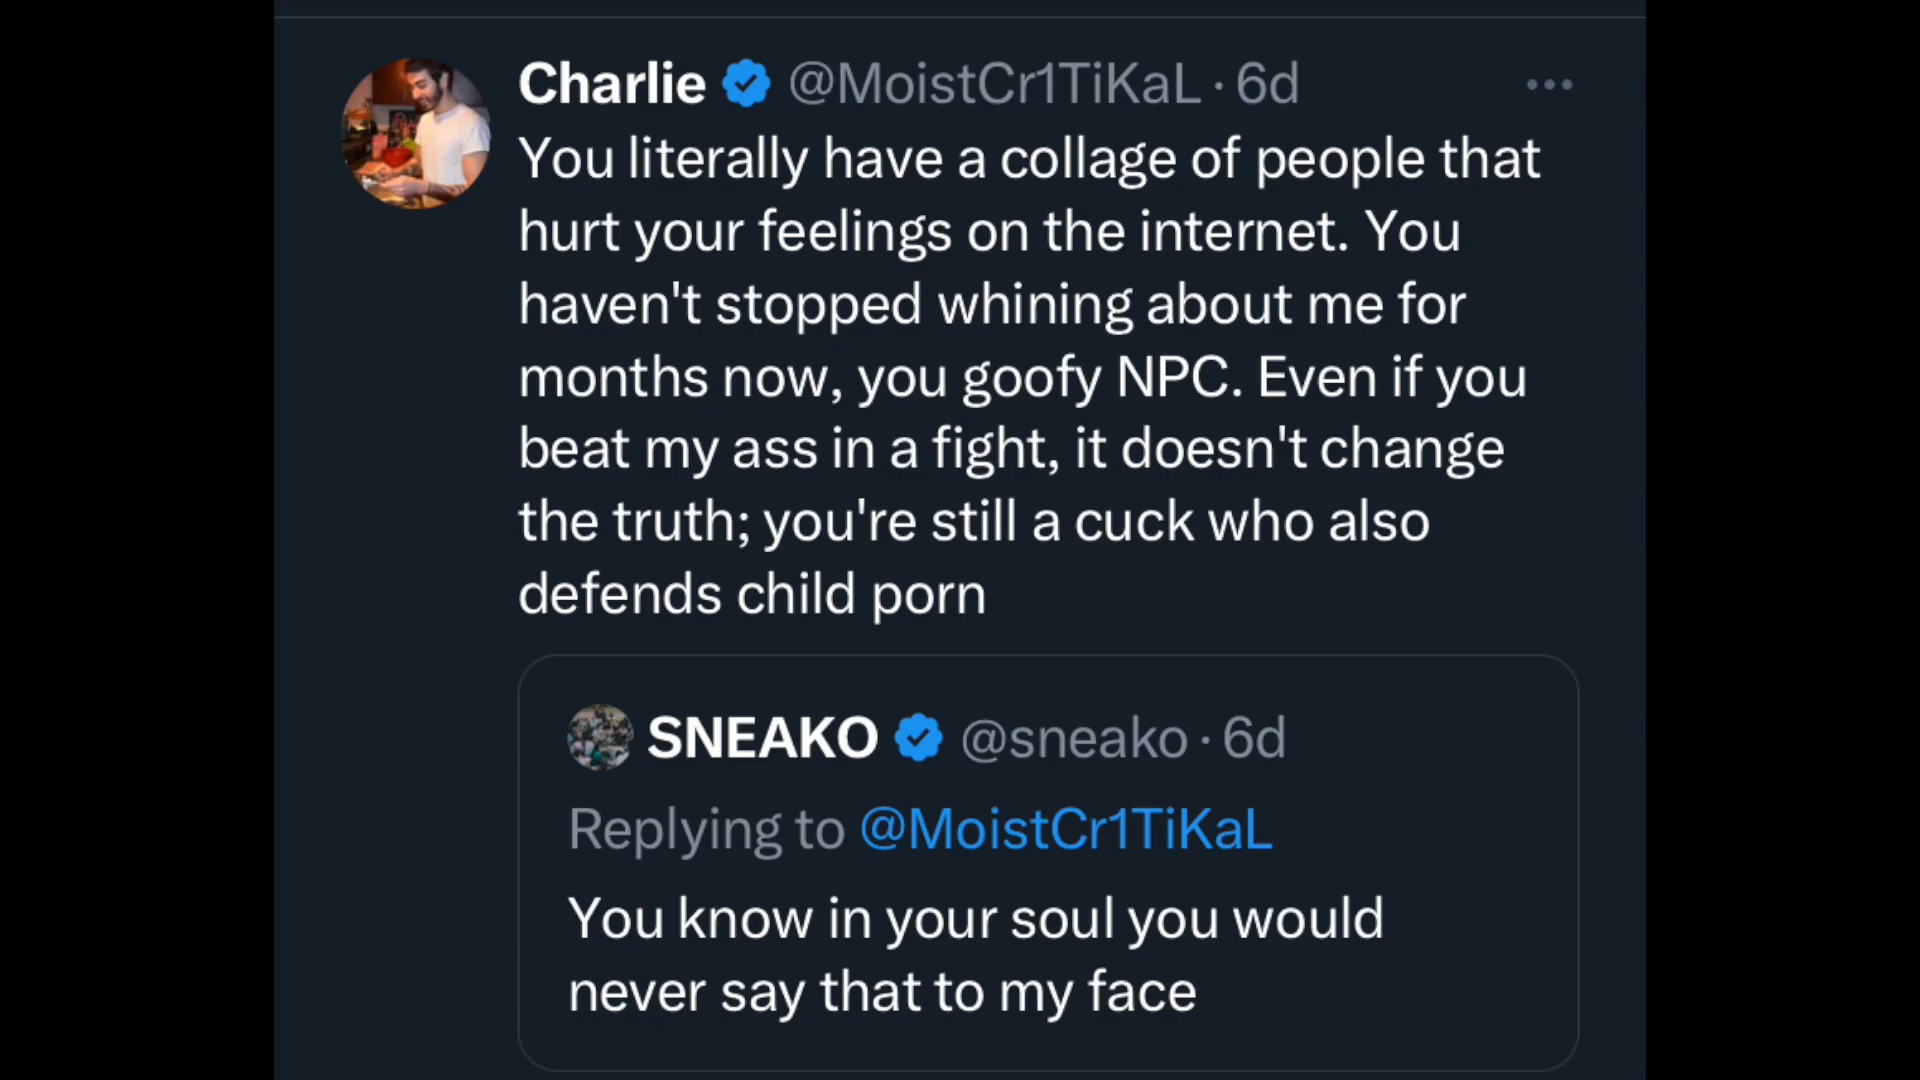 Charlie @MoistCr1TiKaL · 6d
You literally have a collage of people that
hurt your feelings on the internet. You
haven't stopped whining about me for
months now, you goofy NPC. Even if you
beat my ass in a fight, it doesn't change
the truth; you're still a cuck who also
defends child porn
SNEAKO @sneako · 6d
Replying to @MoistCr1TiKaL
You know in your soul you would
never say that to my face